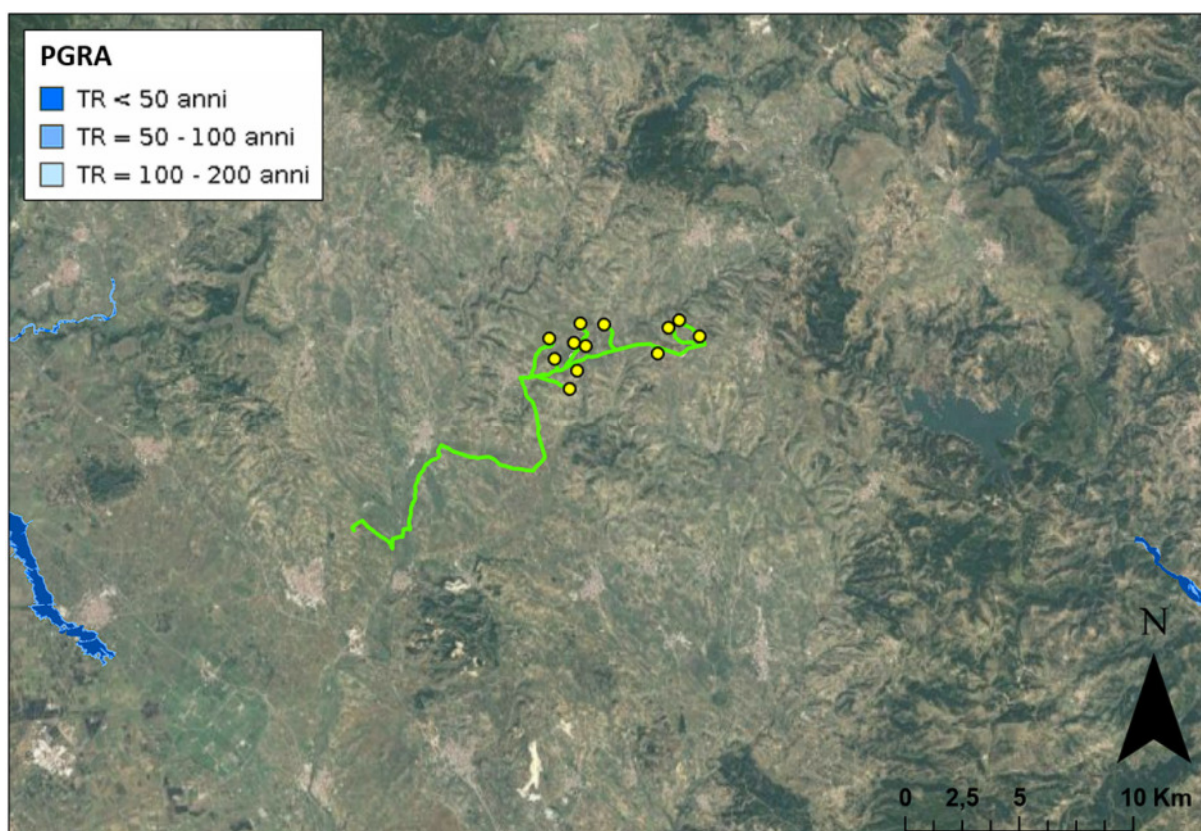 PGRA
TR < 50 anni
TR = 50 - 100 anni
TR = 100 - 200 anni
N
0 2,5 5 10 Km